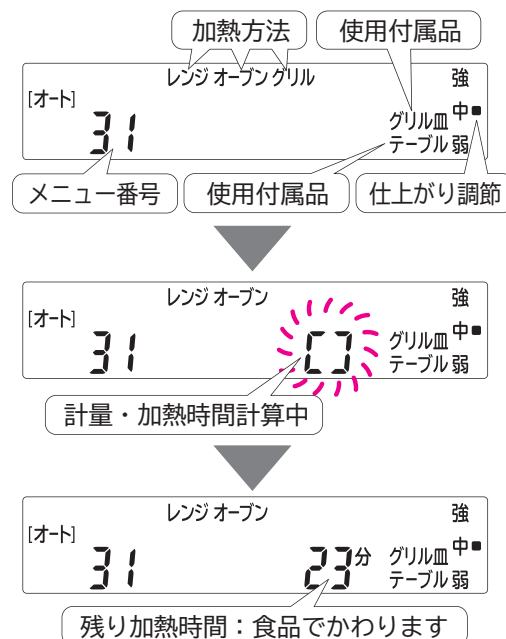 加熱方法 使用付属品
レンジ オーブン グリル 強
[オート] 中■
31 グリル皿
テーブル 弱
メニュー番号 使用付属品 仕上がり調節
レンジ オーブン 強
[オート] 中■
31 グリル皿
テーブル 弱
計量・加熱時間計算中
レンジ オーブン 強
[オート] 中■
31 23分 グリル皿
テーブル 弱
残り加熱時間：食品でかわります